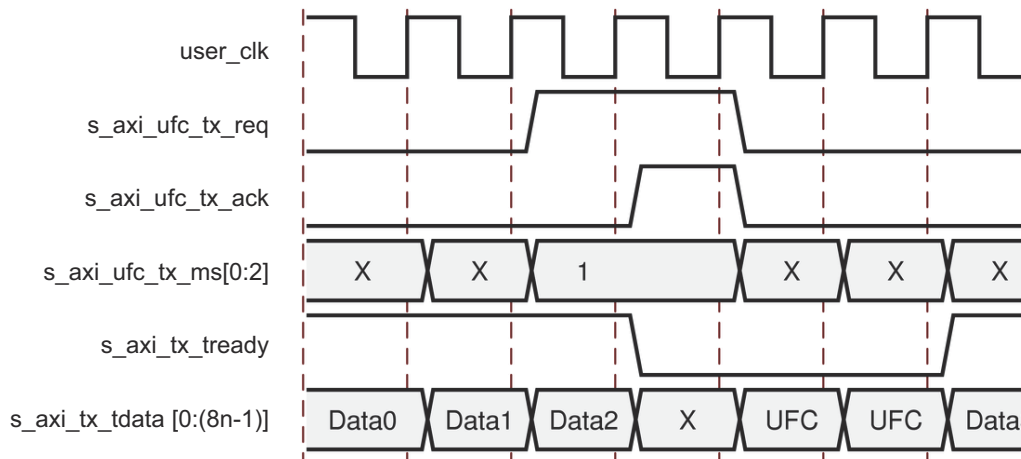 user_clk
s_axi_ufc_tx_req
s_axi_ufc_tx_ack
s_axi_ufc_tx_ms[0:2] X X 1 X X X
s_axi_tx_tready
s_axi_tx_tdata [0:(8n-1)] Data0 Data1 Data2 X UFC UFC Data